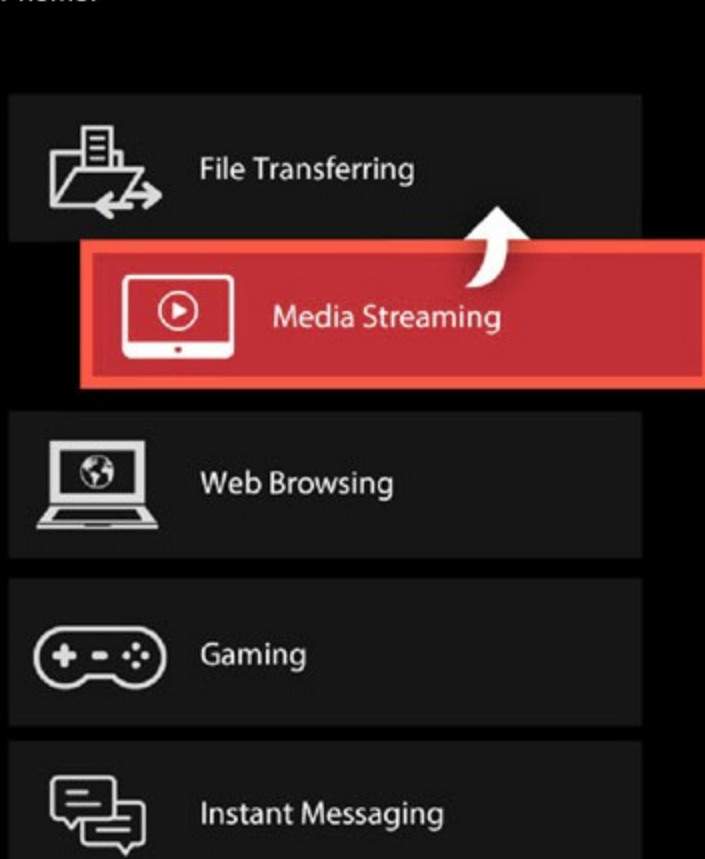 File Transferring
Media Streaming
Web Browsing
Gaming
Instant Messaging